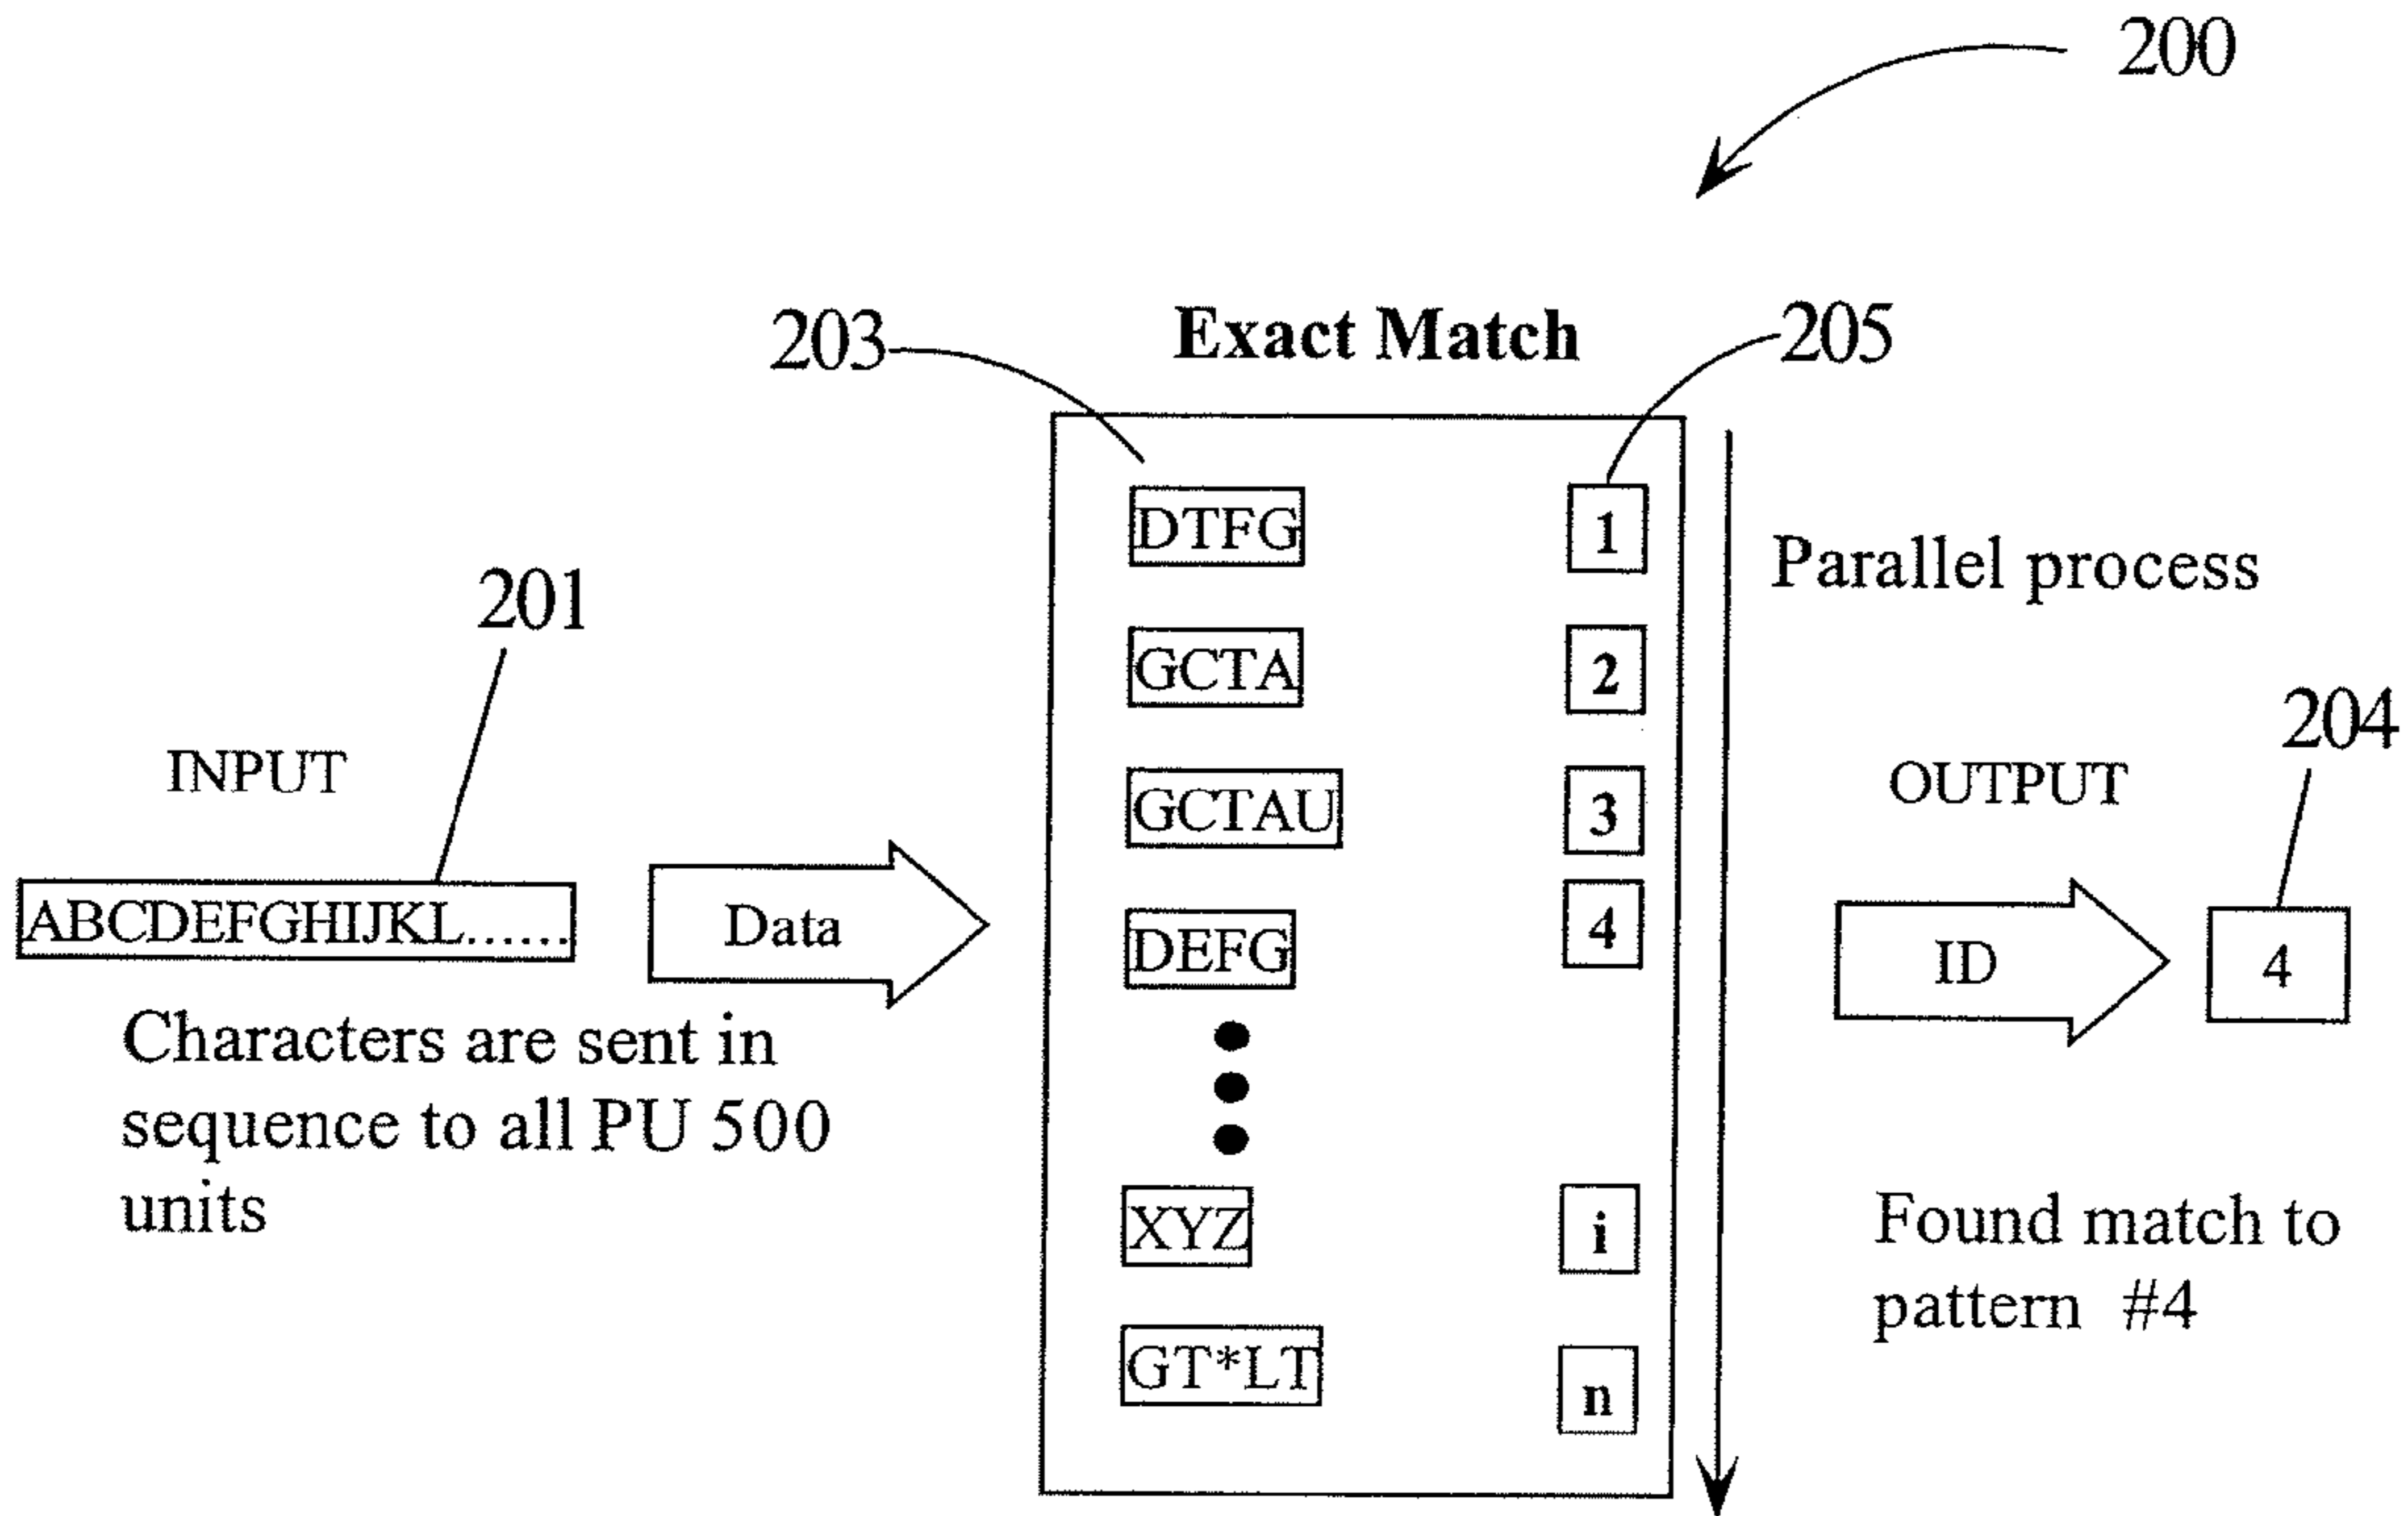 200
203
Exact Match
205
DTFG
1
Parallel process
201
GCTA
2
204
INPUT
GCTAU
3
OUTPUT
ABCDEFGHIJKL......
Data
DEFG
4
ID
4
Characters are sent in
sequence to all PU 500
units
XYZ
i
Found match to
pattern #4
GT*LT
n